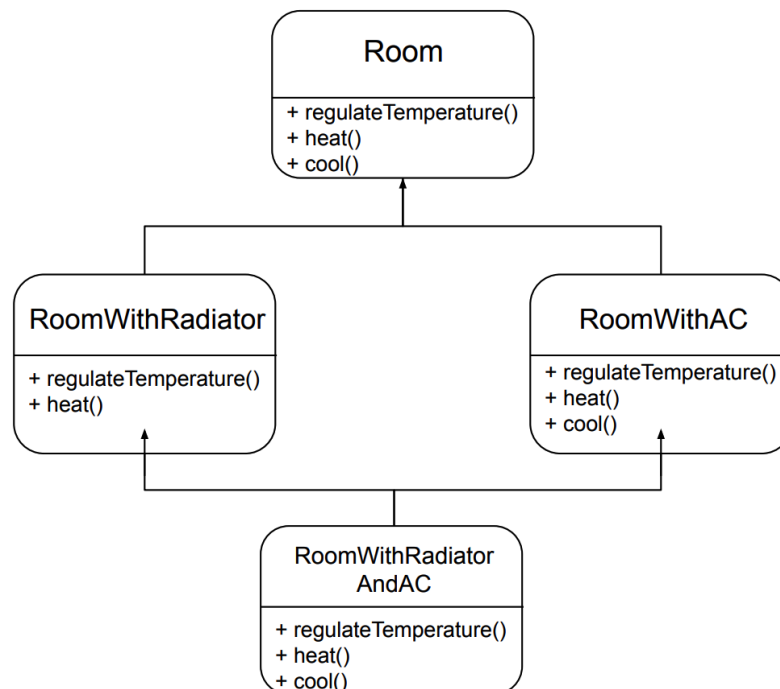 Room
+ regulateTemperature()
+ heat()
+ cool()
RoomWithRadiator
+ regulateTemperature()
+ heat()
RoomWithAC
+ regulateTemperature()
+ heat()
+ cool()
RoomWithRadiator
AndAC
+ regulateTemperature()
+ heat()
+ cool()